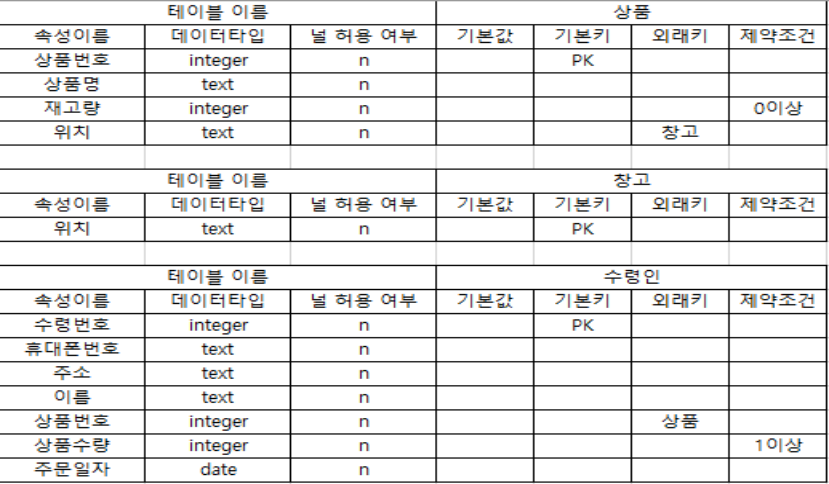 테이블 이름 상품
속성이름 데이터타입 널 허용 여부 기본값 기본키 외래키 제약조건
상품번호 integer n PK
상품명 text n
재고량 integer n 0이상
위치 text n 창고
테이블 이름 창고
속성이름 데이터타입 널 허용 여부 기본값 기본키 외래키 제약조건
위치 text n PK
테이블 이름 수령인
속성이름 데이터타입 널 허용 여부 기본값 기본키 외래키 제약조건
수령번호 integer n PK
휴대폰번호 text n
주소 text n
이름 text n
상품번호 integer n 상품
상품수량 integer n 1이상
주문일자 date n